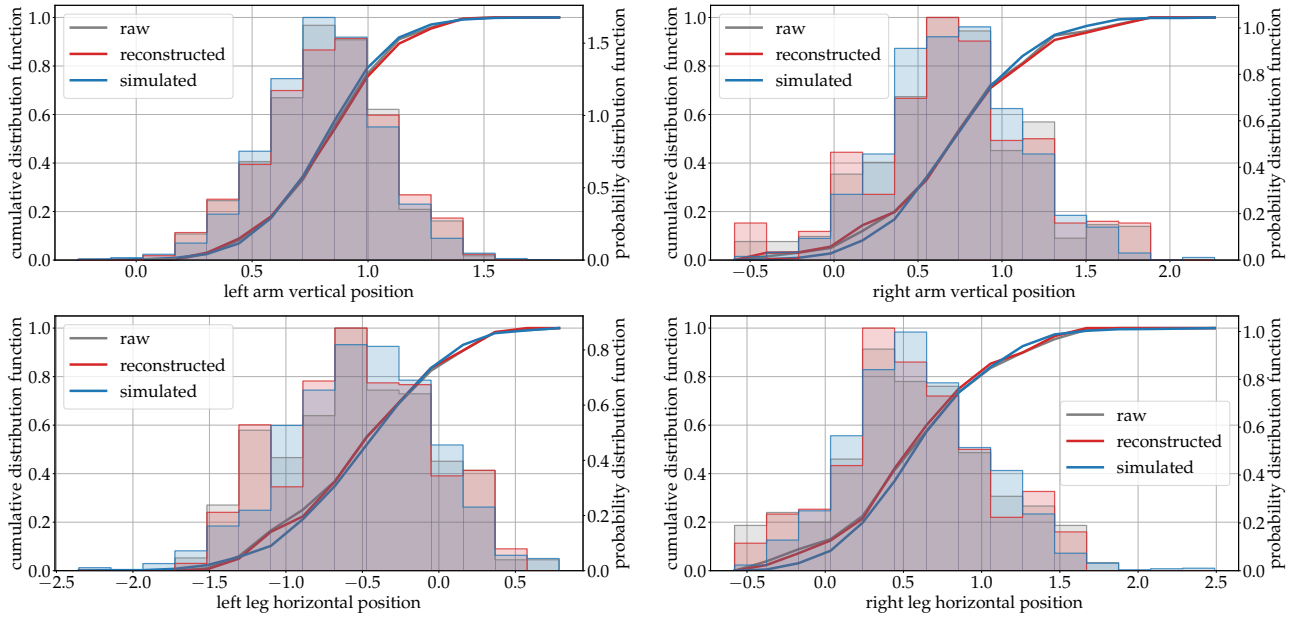 cumulative distribution function
1.0
0.8
0.6
0.4
0.2
0.0
raw
reconstructed
simulated
0.0 0.5 1.0 1.5
left arm vertical position
1.5
1.0
0.5
0.0
probability distribution function
cumulative distribution function
1.0
0.8
0.6
0.4
0.2
0.0
raw
reconstructed
simulated
−0.5 0.0 0.5 1.0 1.5 2.0
right arm vertical position
1.0
0.8
0.6
0.4
0.2
0.0
probability distribution function
cumulative distribution function
1.0
0.8
0.6
0.4
0.2
0.0
raw
reconstructed
simulated
−2.5 −2.0 −1.5 −1.0 −0.5 0.0 0.5
left leg horizontal position
0.8
0.6
0.4
0.2
0.0
probability distribution function
cumulative distribution function
1.0
0.8
0.6
0.4
0.2
0.0
raw
reconstructed
simulated
−0.5 0.0 0.5 1.0 1.5 2.0 2.5
right leg horizontal position
1.0
0.8
0.6
0.4
0.2
0.0
probability distribution function